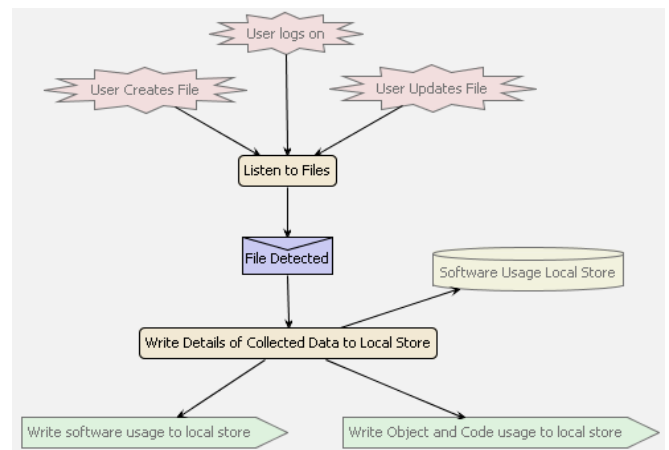 User logs on
User Creates File
User Updates File
Listen to Files
File Detected
Software Usage Local Store
Write Details of Collected Data to Local Store
Write software usage to local store
Write Object and Code usage to local store